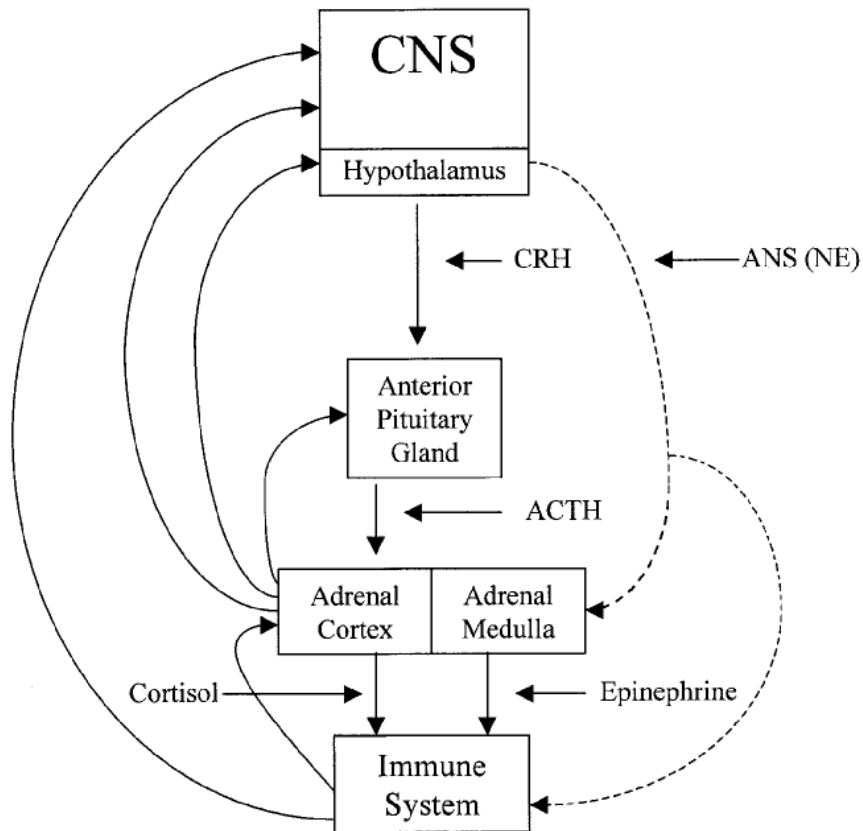 CNS
Hypothalamus
CRH
ANS (NE)
Anterior
Pituitary
Gland
ACTH
Adrenal
Cortex
Adrenal
Medulla
Cortisol
Epinephrine
Immune
System